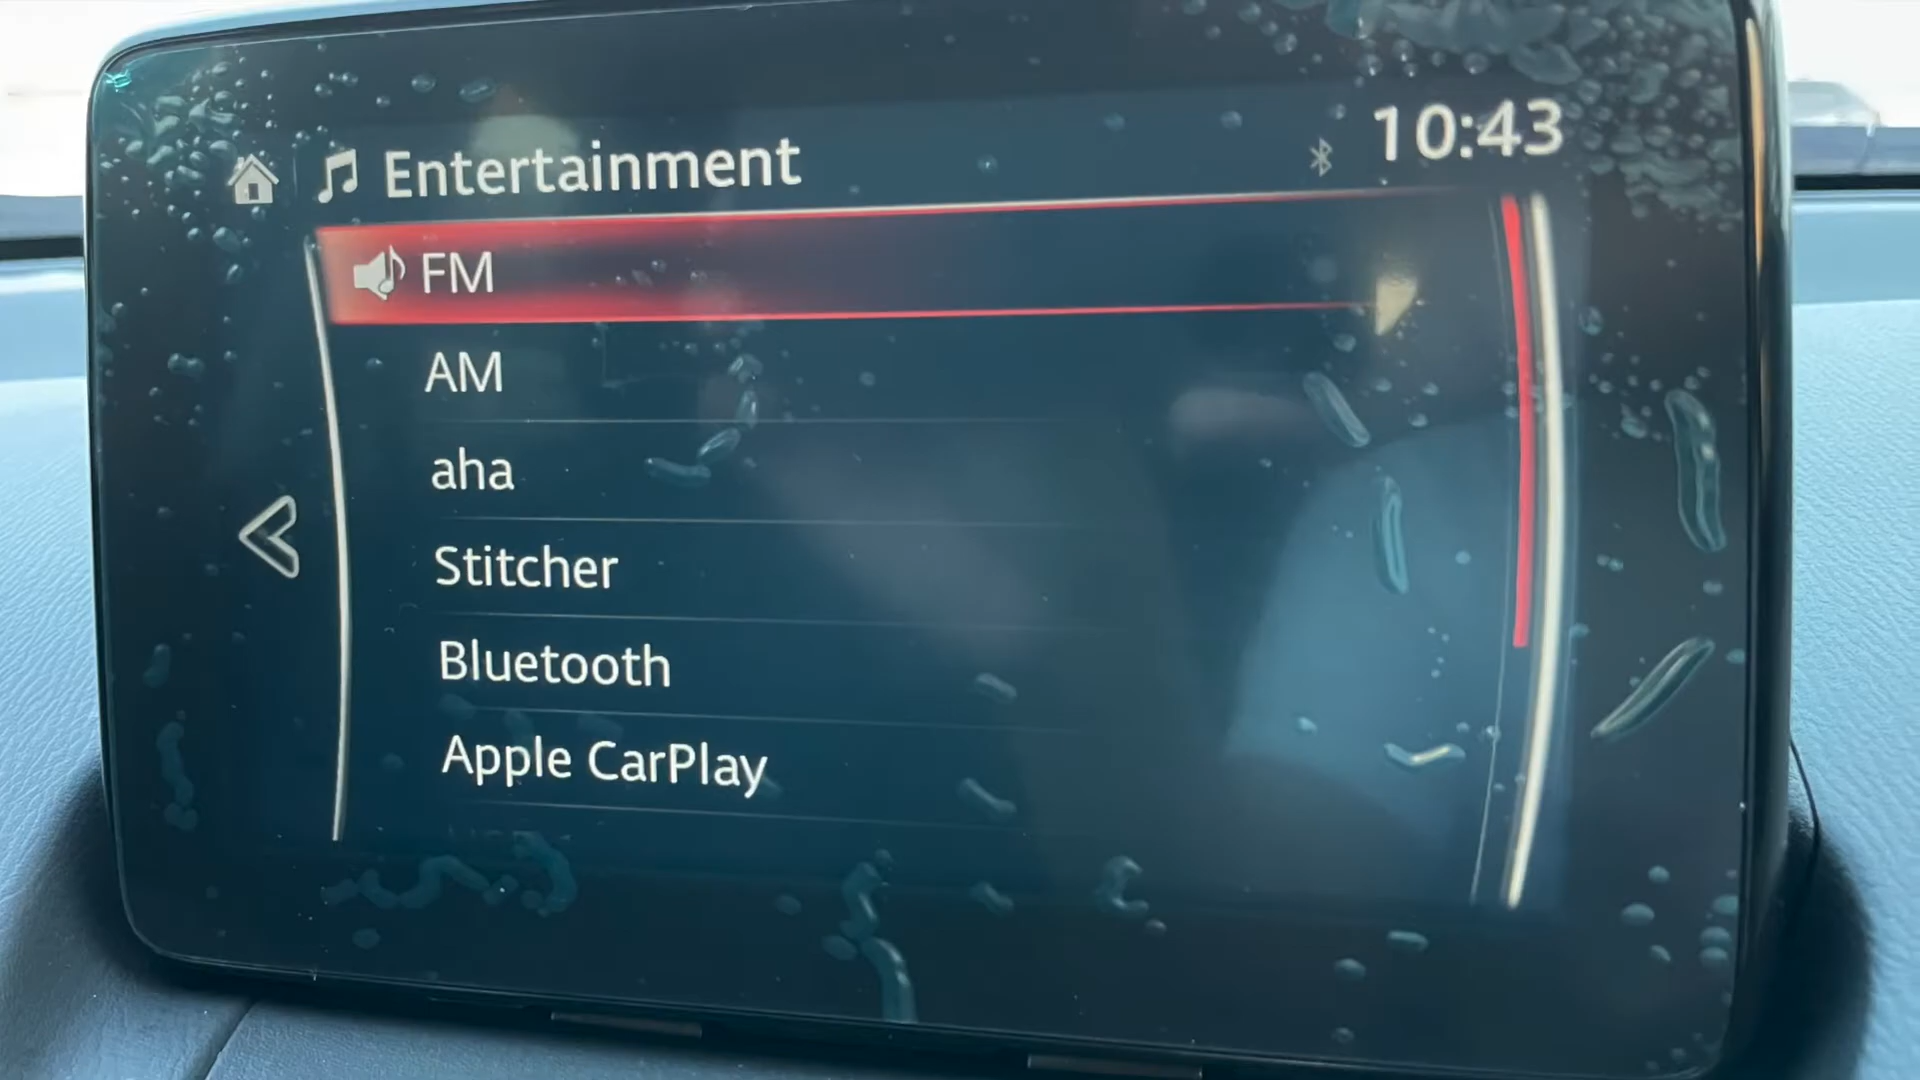 Entertainment
10:43
FM
AM
aha
Stitcher
Bluetooth
Apple CarPlay